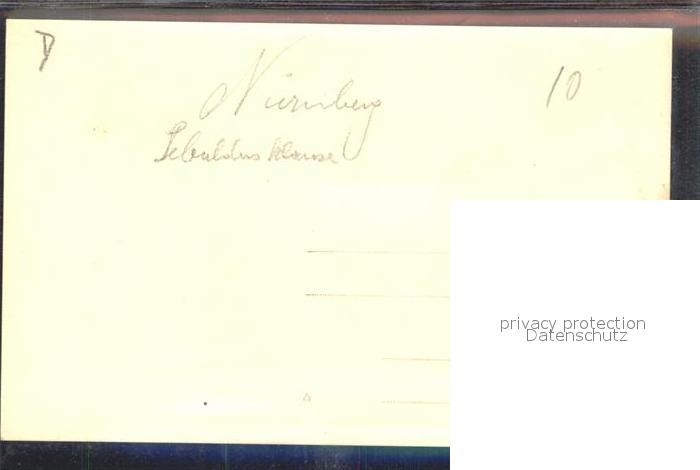 D
10
Nürnberg
Sebaldus klause
privacy protection
Datenschutz